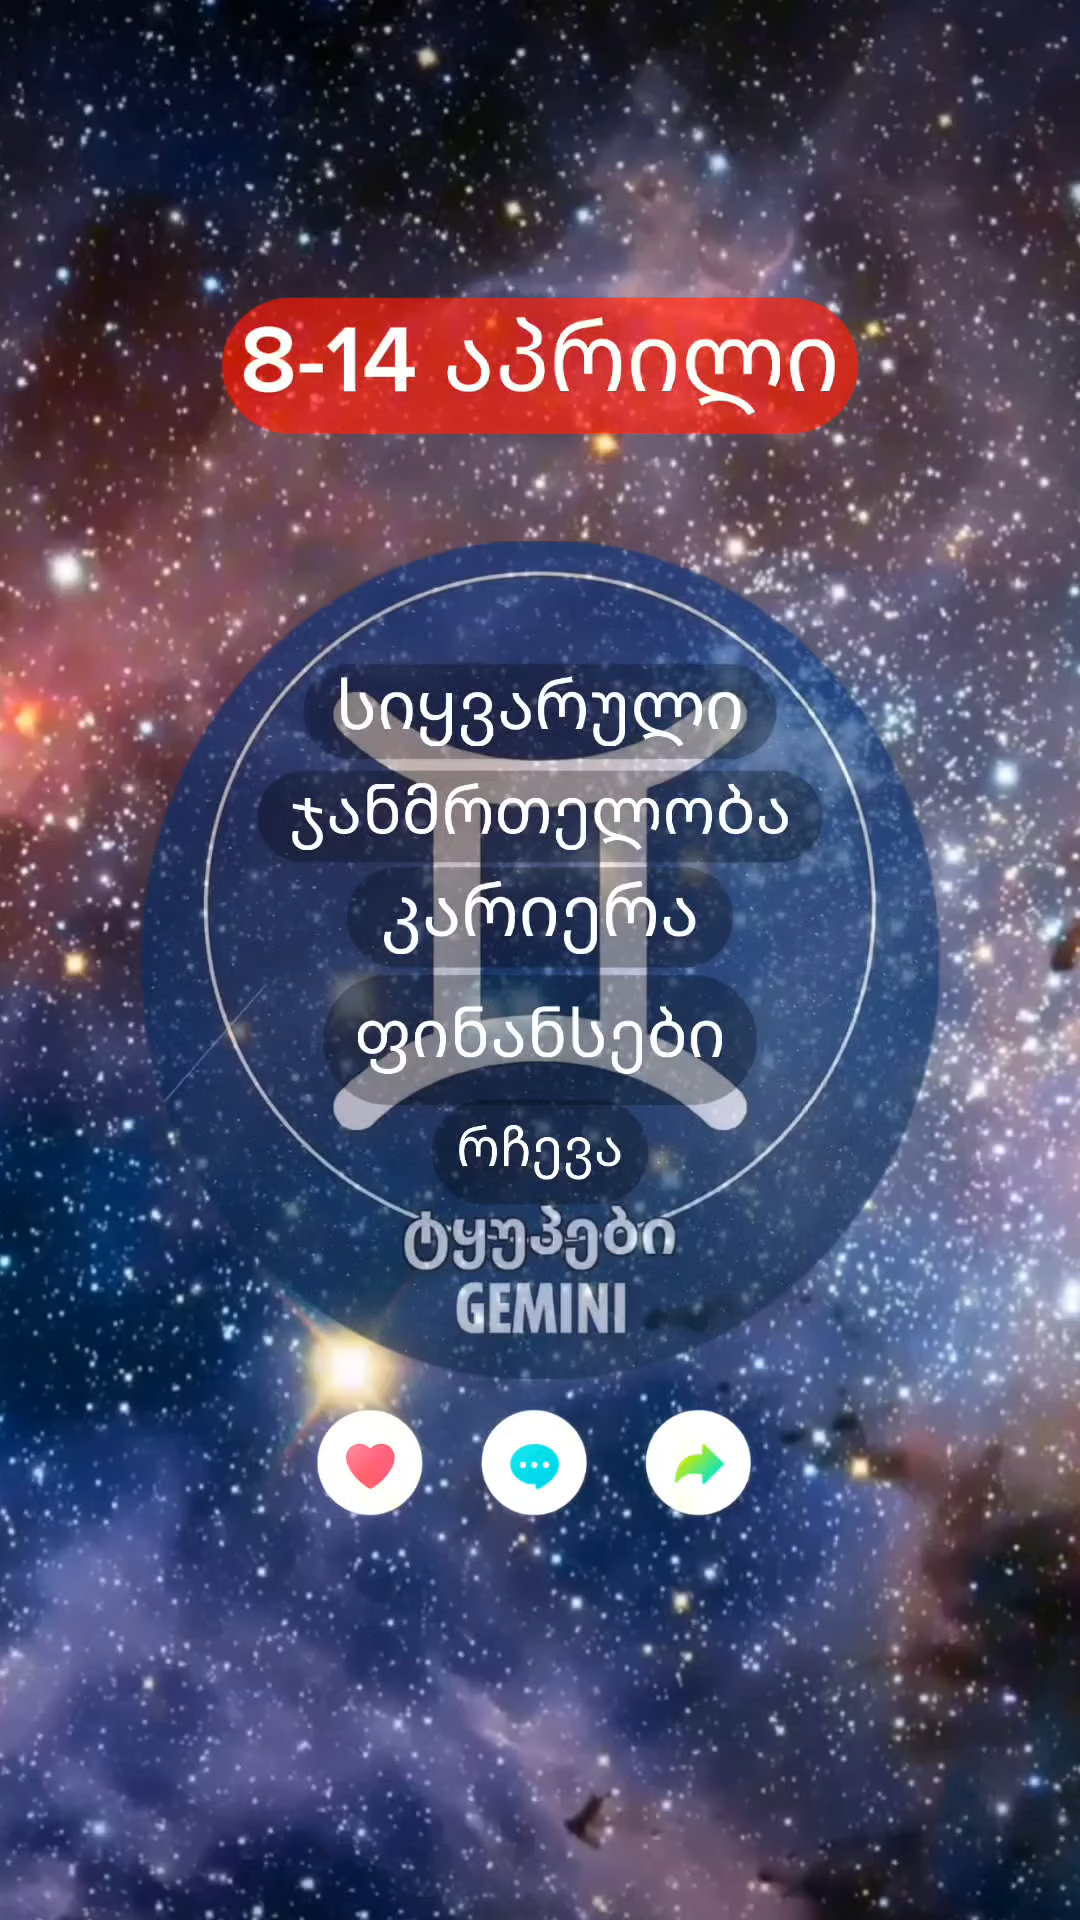 8-14 აპრილი
სიყვარული
ჯანმრთელობა
კარიერა
ფინანსები
რჩევა
ტყუპები
GEMINI